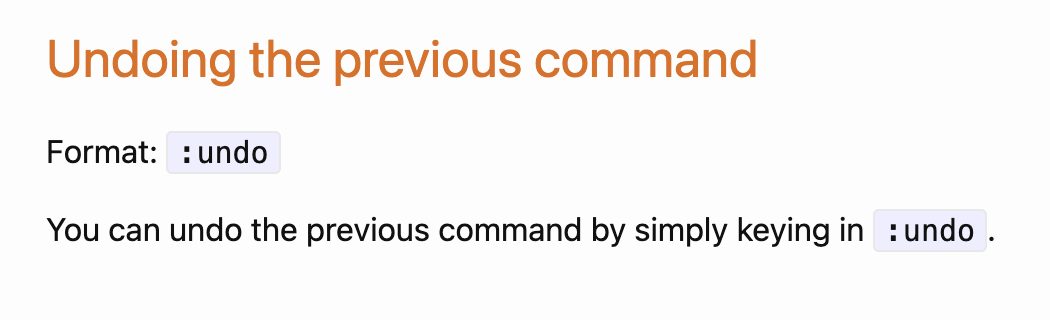 Undoing the previous command
Format: :undo
You can undo the previous command by simply keying in :undo.